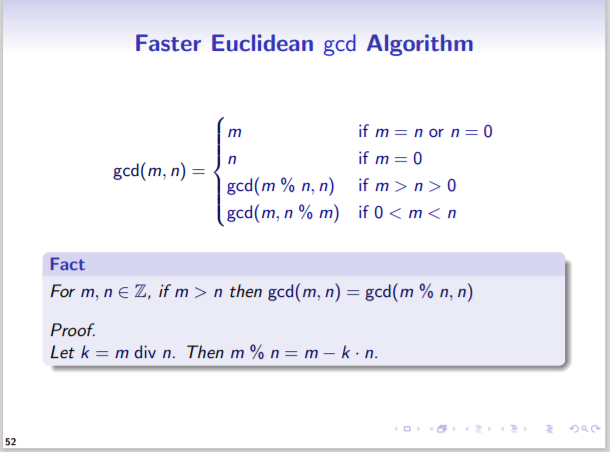 Faster Euclidean gcd Algorithm
m if m = n or n = 0
n if m = 0
gcd(m, n) =
gcd(m % n, n) if m > n > 0
gcd(m, n % m) if 0 < m < n
Fact
For m, n ∈ ℤ, if m > n then gcd(m, n) = gcd(m % n, n)
Proof.
Let k = m div n. Then m % n = m − k · n.
52